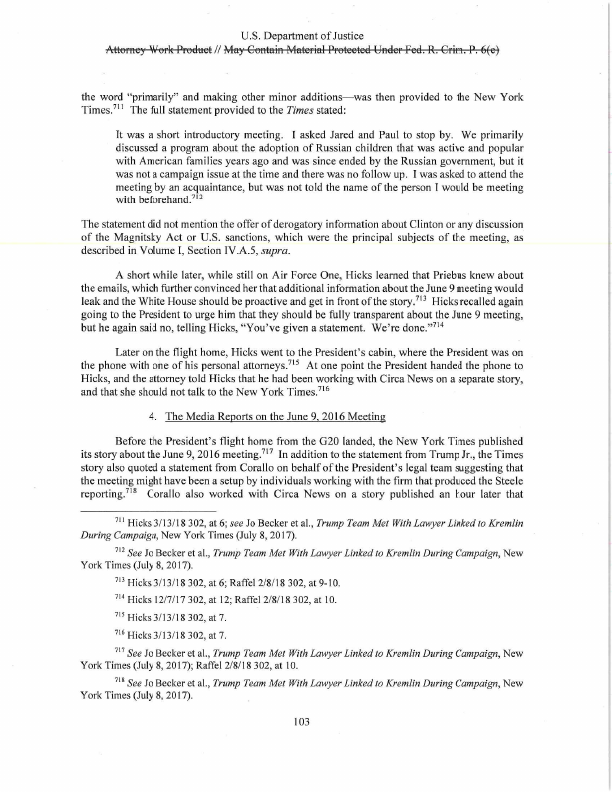 U.S. Department of Justice
Attorney Work Product // May Contain Material Protected Under Fed. R. Crim. P. 6(e)
the word "primarily" and making other minor additions—was then provided to the New York
Times.711 The full statement provided to the Times stated:
It was a short introductory meeting. I asked Jared and Paul to stop by. We primarily
discussed a program about the adoption of Russian children that was active and popular
with American families years ago and was since ended by the Russian government, but it
was not a campaign issue at the time and there was no follow up. I was asked to attend the
meeting by an acquaintance, but was not told the name of the person I would be meeting
with beforehand.712
The statement did not mention the offer of derogatory information about Clinton or any discussion
of the Magnitsky Act or U.S. sanctions, which were the principal subjects of the meeting, as
described in Volume I, Section IV.A.5, supra.
A short while later, while still on Air Force One, Hicks learned that Priebus knew about
the emails, which further convinced her that additional information about the June 9 meeting would
leak and the White House should be proactive and get in front of the story.713 Hicks recalled again
going to the President to urge him that they should be fully transparent about the June 9 meeting,
but he again said no, telling Hicks, "You've given a statement. We're done."714
Later on the flight home, Hicks went to the President's cabin, where the President was on
the phone with one of his personal attorneys.715 At one point the President handed the phone to
Hicks, and the attorney told Hicks that he had been working with Circa News on a separate story,
and that she should not talk to the New York Times.716
4. The Media Reports on the June 9, 2016 Meeting
Before the President's flight home from the G20 landed, the New York Times published
its story about the June 9, 2016 meeting.717 In addition to the statement from Trump Jr., the Times
story also quoted a statement from Corallo on behalf of the President's legal team suggesting that
the meeting might have been a setup by individuals working with the firm that produced the Steele
reporting.718 Corallo also worked with Circa News on a story published an hour later that
711 Hicks 3/13/18 302, at 6; see Jo Becker et al., Trump Team Met With Lawyer Linked to Kremlin
During Campaign, New York Times (July 8, 2017).
712 See Jo Becker et al., Trump Team Met With Lawyer Linked to Kremlin During Campaign, New
York Times (July 8, 2017).
713 Hicks 3/13/18 302, at 6; Raffel 2/8/18 302, at 9-10.
714 Hicks 12/7/17 302, at 12; Raffel 2/8/18 302, at 10.
715 Hicks 3/13/18 302, at 7.
716 Hicks 3/13/18 302, at 7.
717 See Jo Becker et al., Trump Team Met With Lawyer Linked to Kremlin During Campaign, New
York Times (July 8, 2017); Raffel 2/8/18 302, at 10.
718 See Jo Becker et al., Trump Team Met With Lawyer Linked to Kremlin During Campaign, New
York Times (July 8, 2017).
103